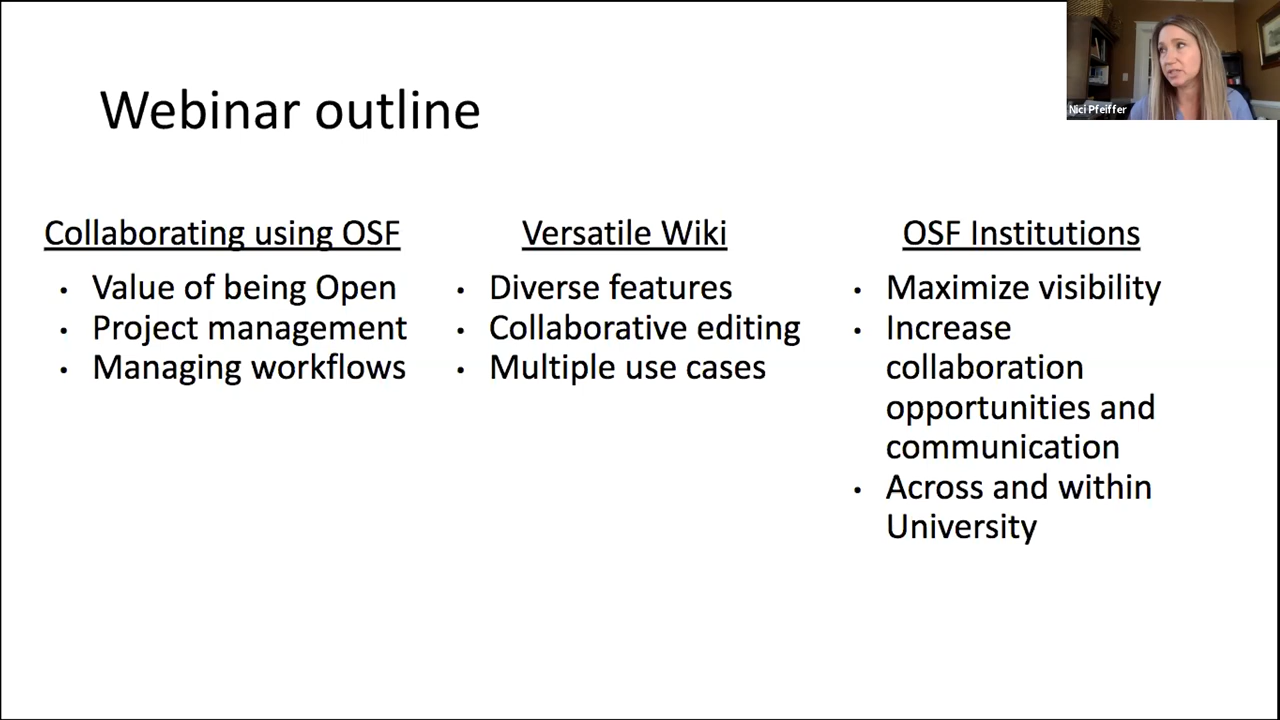 Webinar outline
Nici Pfeiffer
Collaborating using OSF
• Value of being Open
• Project management
• Managing workflows
Versatile Wiki
• Diverse features
• Collaborative editing
• Multiple use cases
OSF Institutions
• Maximize visibility
• Increase
collaboration
opportunities and
communication
• Across and within
University